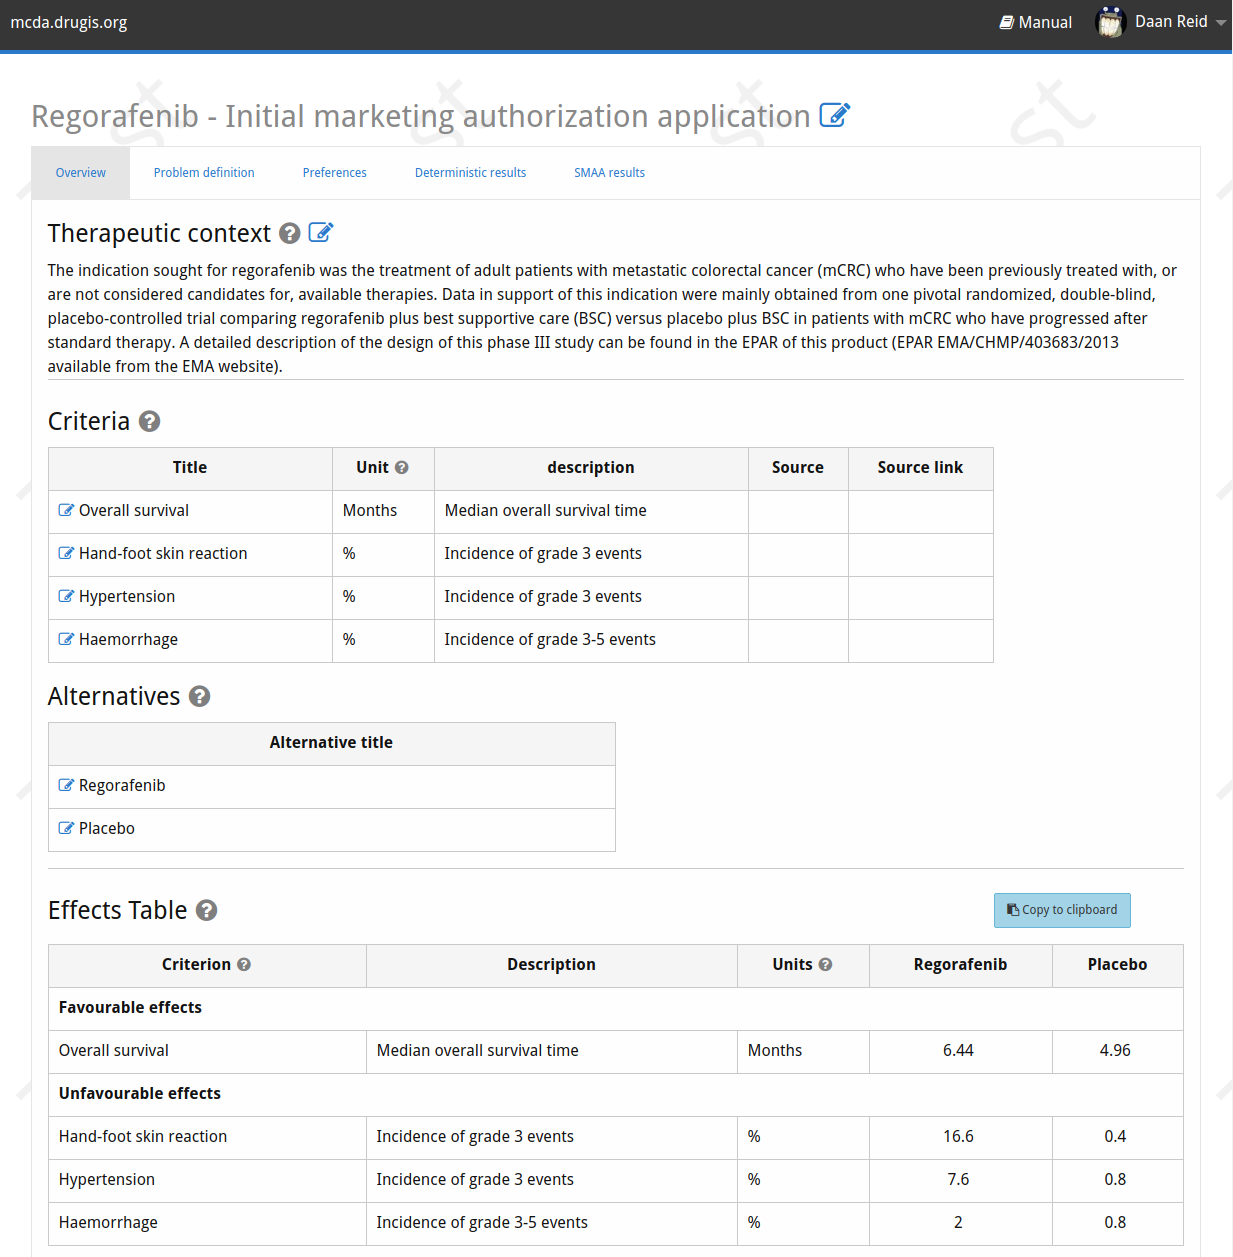 mcda.drugis.org
Manual Daan Reid
Regorafenib - Initial marketing authorization application
Overview Problem definition Preferences Deterministic results SMAA results
Therapeutic context
The indication sought for regorafenib was the treatment of adult patients with metastatic colorectal cancer (mCRC) who have been previously treated with, or
are not considered candidates for, available therapies. Data in support of this indication were mainly obtained from one pivotal randomized, double-blind,
placebo-controlled trial comparing regorafenib plus best supportive care (BSC) versus placebo plus BSC in patients with mCRC who have progressed after
standard therapy. A detailed description of the design of this phase III study can be found in the EPAR of this product (EPAR EMA/CHMP/403683/2013
available from the EMA website).
Criteria
Title Unit description Source Source link
Overall survival Months Median overall survival time
Hand-foot skin reaction % Incidence of grade 3 events
Hypertension % Incidence of grade 3 events
Haemorrhage % Incidence of grade 3-5 events
Alternatives
Alternative title
Regorafenib
Placebo
Effects Table
Copy to clipboard
Criterion Description Units Regorafenib Placebo
Favourable effects
Overall survival Median overall survival time Months 6.44 4.96
Unfavourable effects
Hand-foot skin reaction Incidence of grade 3 events % 16.6 0.4
Hypertension Incidence of grade 3 events % 7.6 0.8
Haemorrhage Incidence of grade 3-5 events % 2 0.8